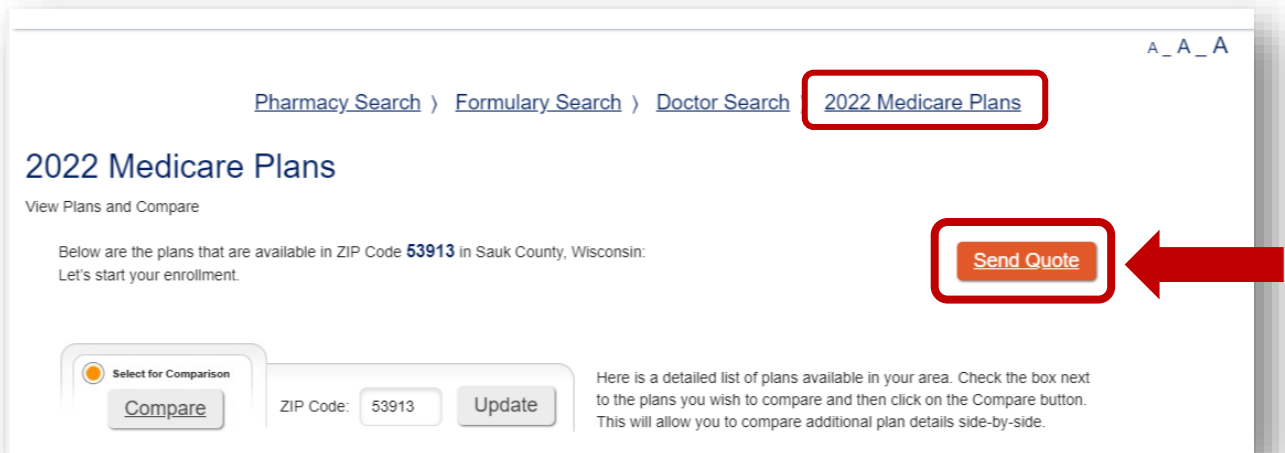 A _ A _ A
Pharmacy Search ⟩ Formulary Search ⟩ Doctor Search ⟩ 2022 Medicare Plans
2022 Medicare Plans
View Plans and Compare
Below are the plans that are available in ZIP Code 53913 in Sauk County, Wisconsin:
Let's start your enrollment.
Send Quote
Select for Comparison
Compare
ZIP Code: 53913 Update
Here is a detailed list of plans available in your area. Check the box next
to the plans you wish to compare and then click on the Compare button.
This will allow you to compare additional plan details side-by-side.